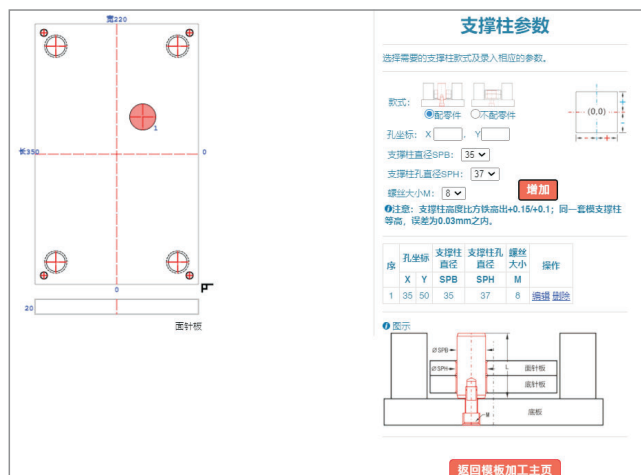 宽220
1
长350
0
0
20
面针板
支撑柱参数
选择需要的支撑柱款式及录入相应的参数。
款式：
配零件 不配零件
(0,0)
孔坐标： X ， Y
支撑柱直径SPB： 35
支撑柱孔直径SPH： 37
螺丝大小M： 8
增加
注意：支撑柱高度比方铁高出+0.15/+0.1；同一套模支撑柱
等高，误差为0.03mm之内。
序 孔坐标 支撑柱直径 支撑柱孔直径 螺丝大小 操作
X Y SPB SPH M
1 35 50 35 37 8 编辑 删除
图示
ØSPB
ØSPH
L
面针板
面针板
M
底板
返回模板加工主页